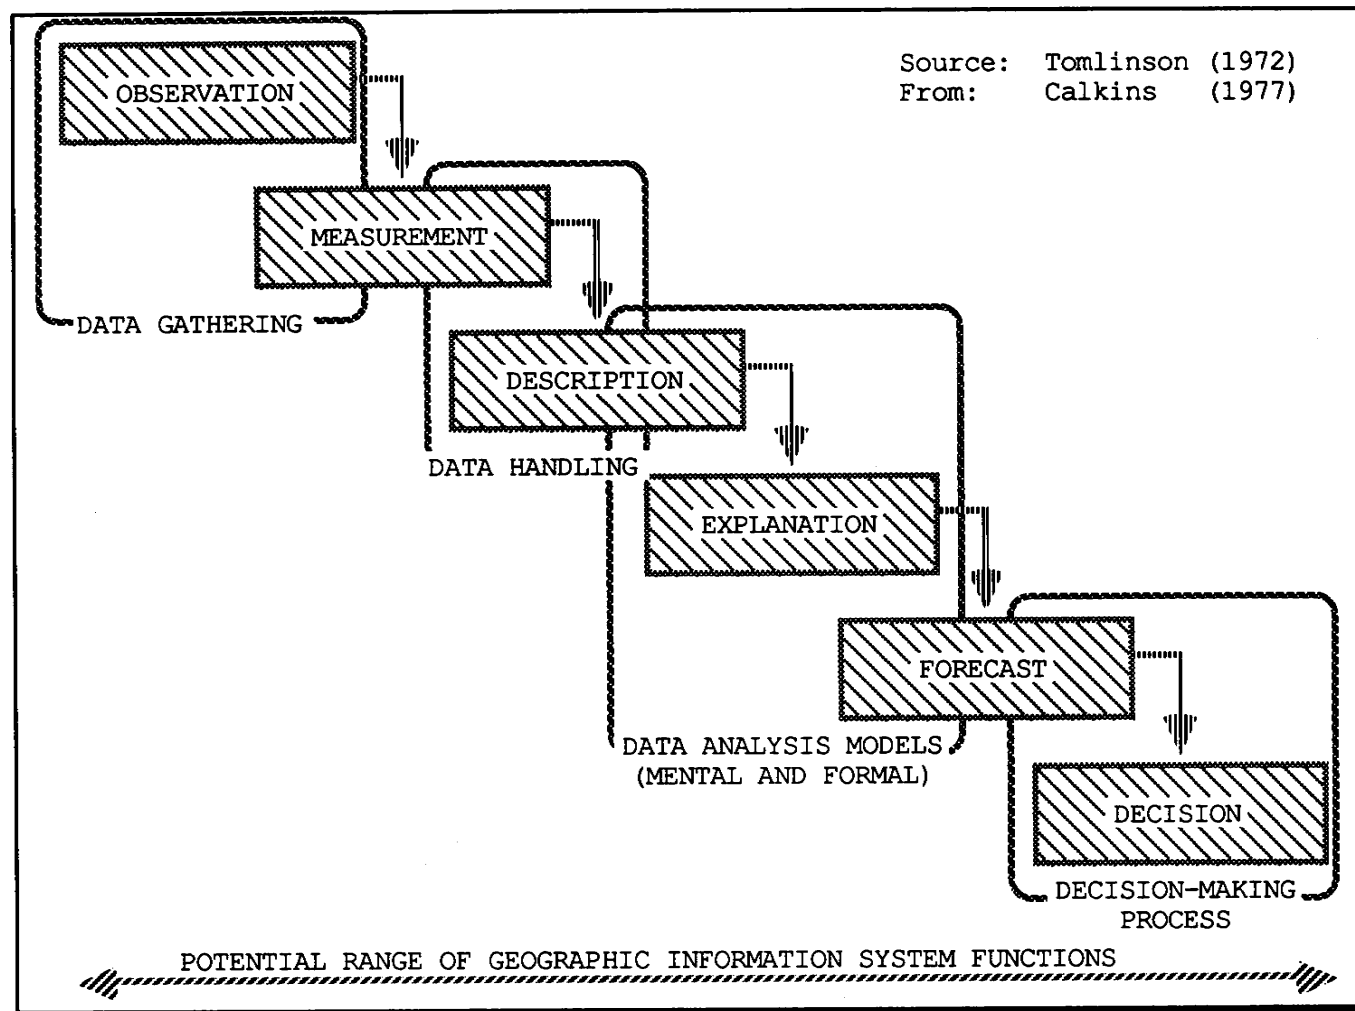 Source: Tomlinson (1972)
From: Calkins (1977)
OBSERVATION
MEASUREMENT
DATA GATHERING
DESCRIPTION
DATA HANDLING
EXPLANATION
FORECAST
DATA ANALYSIS MODELS
(MENTAL AND FORMAL)
DECISION
DECISION-MAKING
PROCESS
POTENTIAL RANGE OF GEOGRAPHIC INFORMATION SYSTEM FUNCTIONS